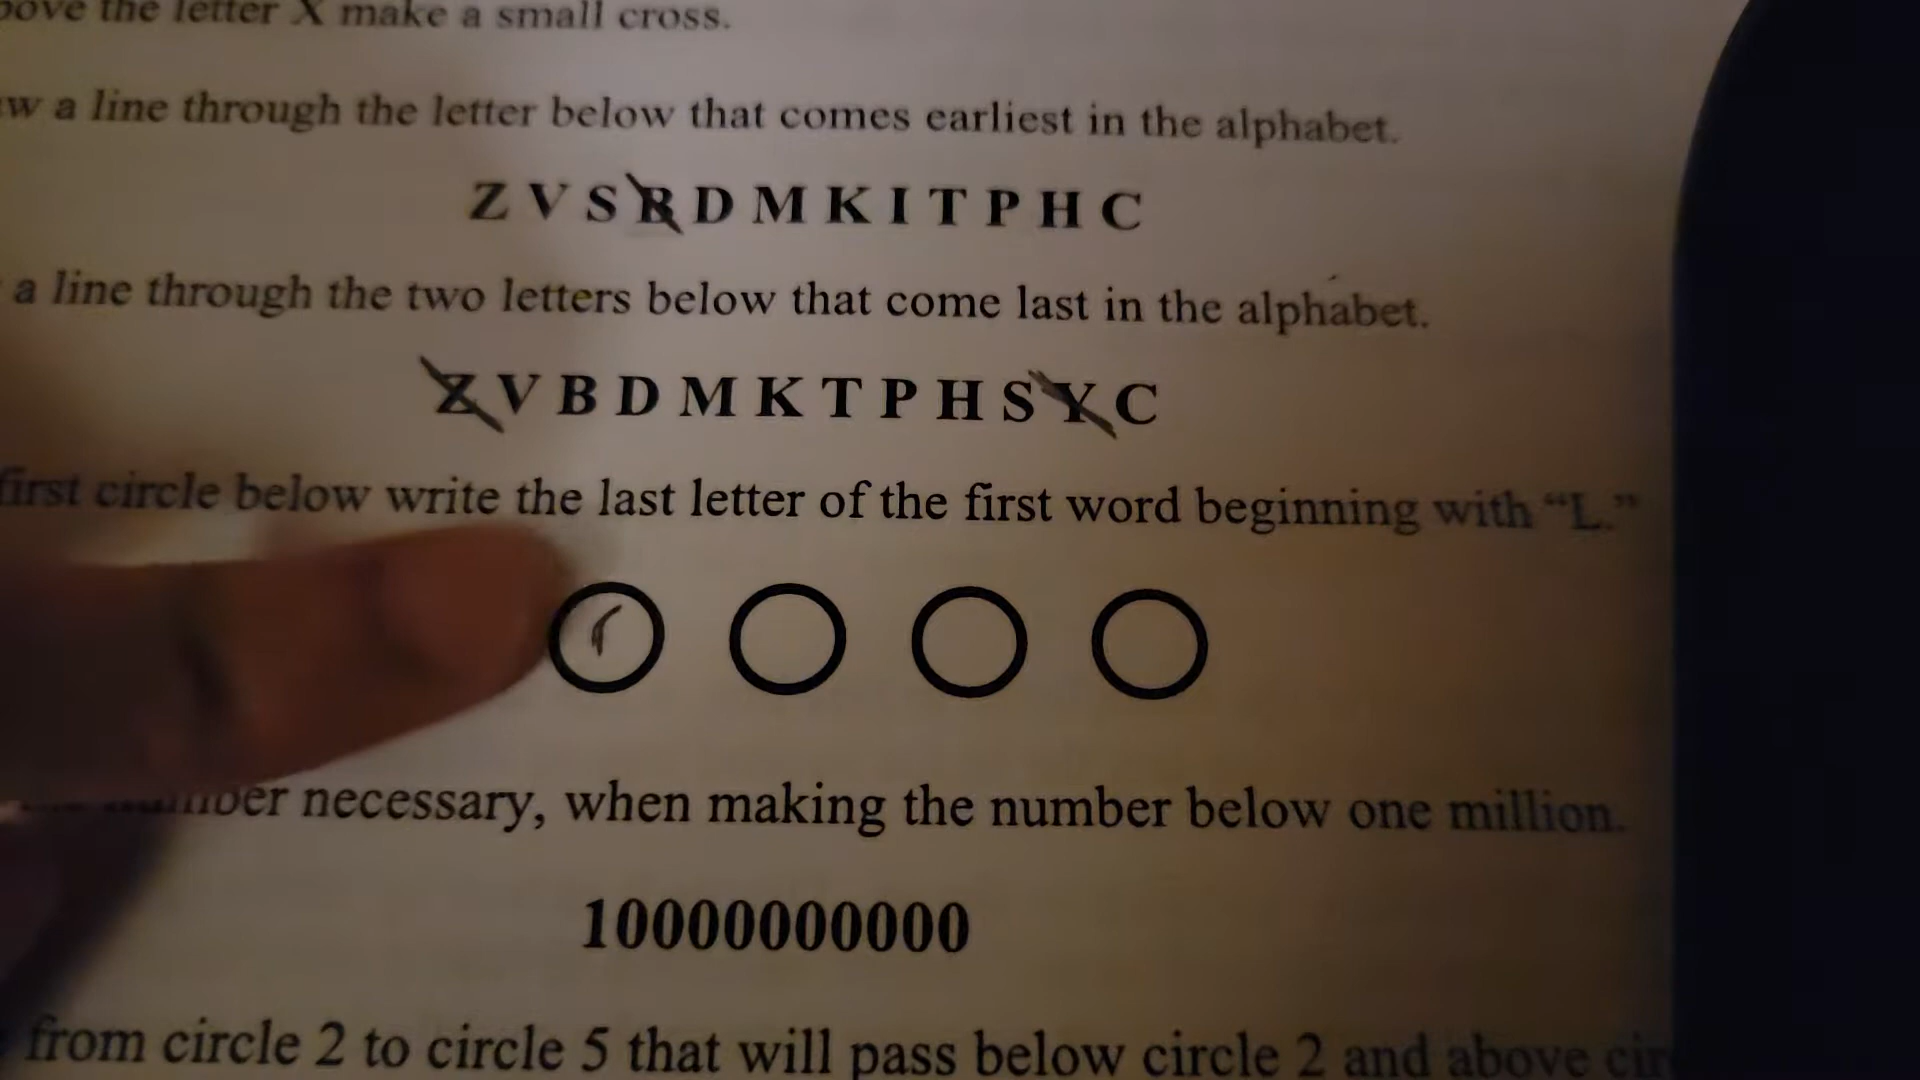 the letter X make a small cross.
a line through the letter below that comes earliest in the alphabet.
Z V S B D M K I T P H C
a line through the two letters below that come last in the alphabet.
Z V B D M K T P H S Y C
first circle below write the last letter of the first word beginning with “L.”
r
necessary, when making the number below one million.
10000000000
from circle 2 to circle 5 that will pass below circle 2 and above